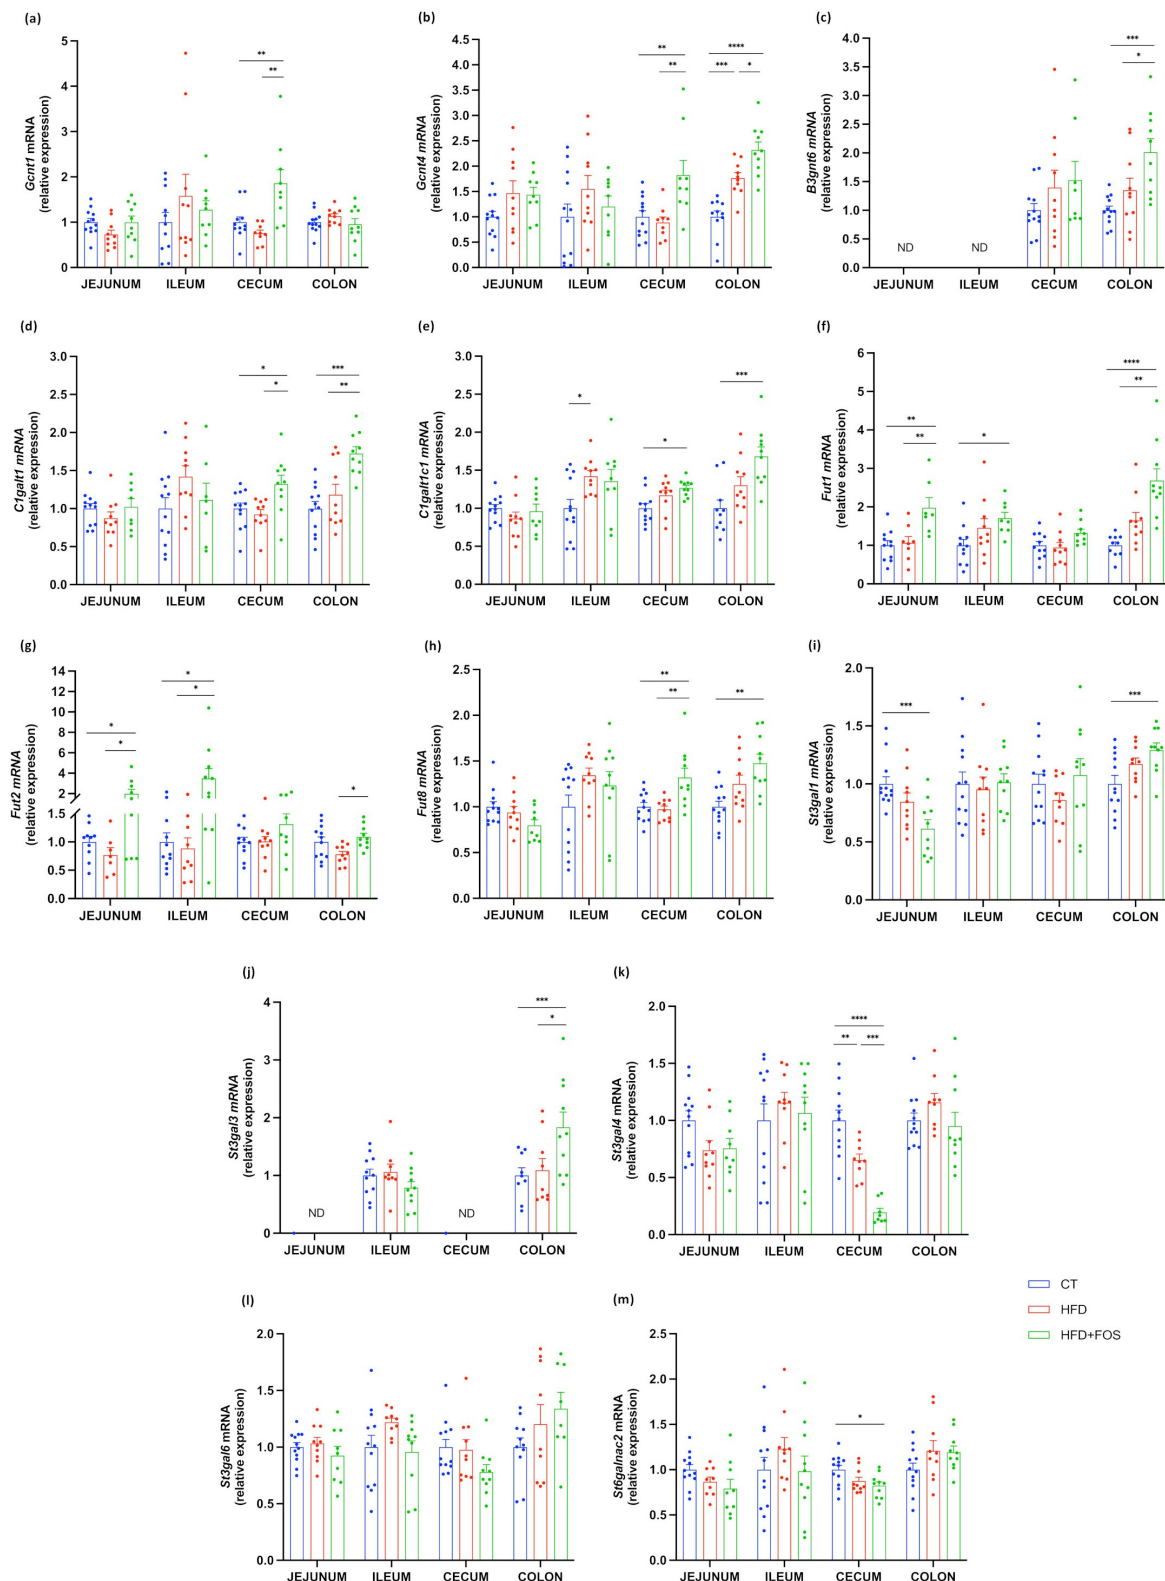 (a)
Gcnt1 mRNA
(relative expression)
5
4
3
2
1
0
** 
**
JEJUNUM ILEUM CECUM COLON
(b)
Gcnt4 mRNA
(relative expression)
4.5
4.0
3.5
3.0
2.5
2.0
1.5
1.0
0.5
0.0
** ****
** *** *
JEJUNUM ILEUM CECUM COLON
(c)
B3gnt6 mRNA
(relative expression)
4.0
3.5
3.0
2.5
2.0
1.5
1.0
0.5
0.0
***
*
ND ND
JEJUNUM ILEUM CECUM COLON
(d)
C1galt1 mRNA
(relative expression)
3.0
2.5
2.0
1.5
1.0
0.5
0.0
* ***
* **
JEJUNUM ILEUM CECUM COLON
(e)
C1galt1c1 mRNA
(relative expression)
3.0
2.5
2.0
1.5
1.0
0.5
0.0
***
*
*
JEJUNUM ILEUM CECUM COLON
(f)
Fut1 mRNA
(relative expression)
6
5
4
3
2
1
0
****
**
** *
**
JEJUNUM ILEUM CECUM COLON
(g)
Fut2 mRNA
(relative expression)
14
12
10
8
6
4
2
1.5
1.0
0.5
0.0
*
*
*
*
*
JEJUNUM ILEUM CECUM COLON
(h)
Fut8 mRNA
(relative expression)
2.5
2.0
1.5
1.0
0.5
0.0
**
** **
JEJUNUM ILEUM CECUM COLON
(i)
St3gal1 mRNA
(relative expression)
2.0
1.5
1.0
0.5
0.0
*** ***
JEJUNUM ILEUM CECUM COLON
(j)
St3gal3 mRNA
(relative expression)
4
3
2
1
0
***
*
ND ND
JEJUNUM ILEUM CECUM COLON
(k)
St3gal4 mRNA
(relative expression)
2.0
1.5
1.0
0.5
0.0
****
** ***
JEJUNUM ILEUM CECUM COLON
(l)
St3gal6 mRNA
(relative expression)
2.0
1.5
1.0
0.5
0.0
JEJUNUM ILEUM CECUM COLON
(m)
St6galnac2 mRNA
(relative expression)
2.5
2.0
1.5
1.0
0.5
0.0
*
JEJUNUM ILEUM CECUM COLON
CT
HFD
HFD+FOS